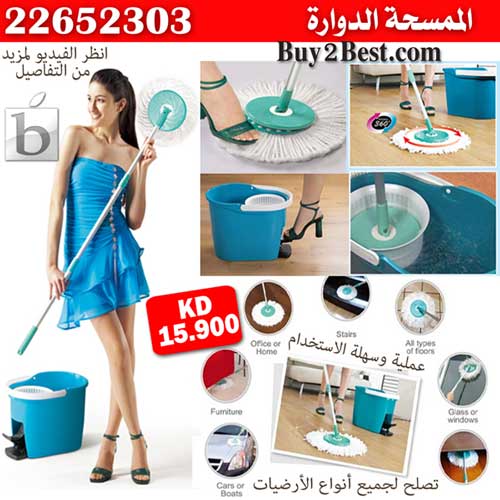 22652303 الممسحة الدوارة
Buy2Best.com
انظر الفيديو لمزيد
من التفاصيل
b
360°
KD
15.900
Office or
Home
Stairs
All types
of floors
عملية وسهلة الاستخدام
Furniture
Glass or
windows
Cars or
Boats
تصلح لجميع أنواع الأرضيات